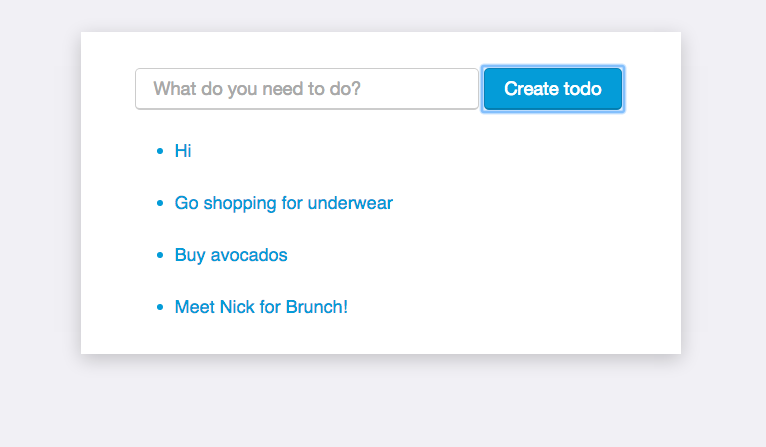 What do you need to do?
Create todo
Hi
Go shopping for underwear
Buy avocados
Meet Nick for Brunch!